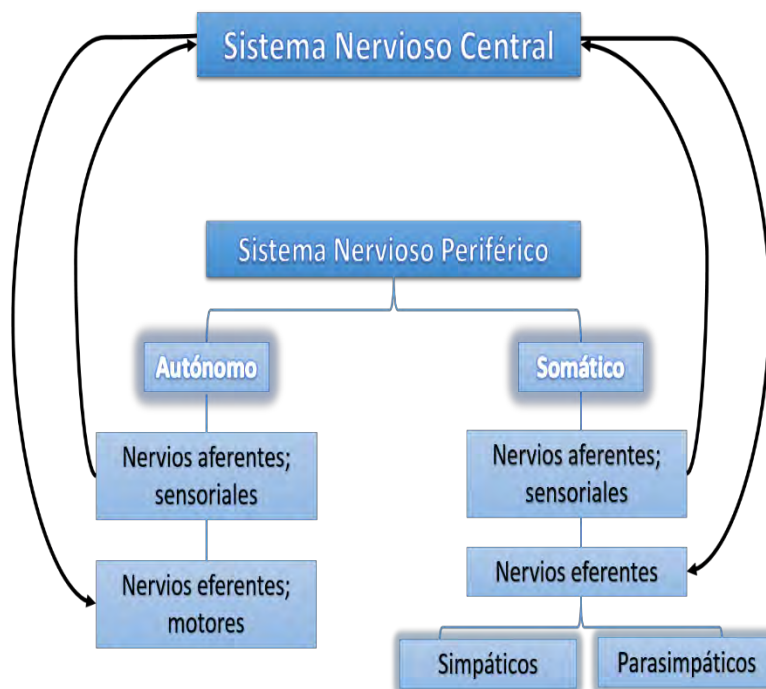 Sistema Nervioso Central
Sistema Nervioso Periférico
Autónomo
Somático
Nervios aferentes;
sensoriales
Nervios aferentes;
sensoriales
Nervios eferentes;
motores
Nervios eferentes
Simpáticos
Parasimpáticos